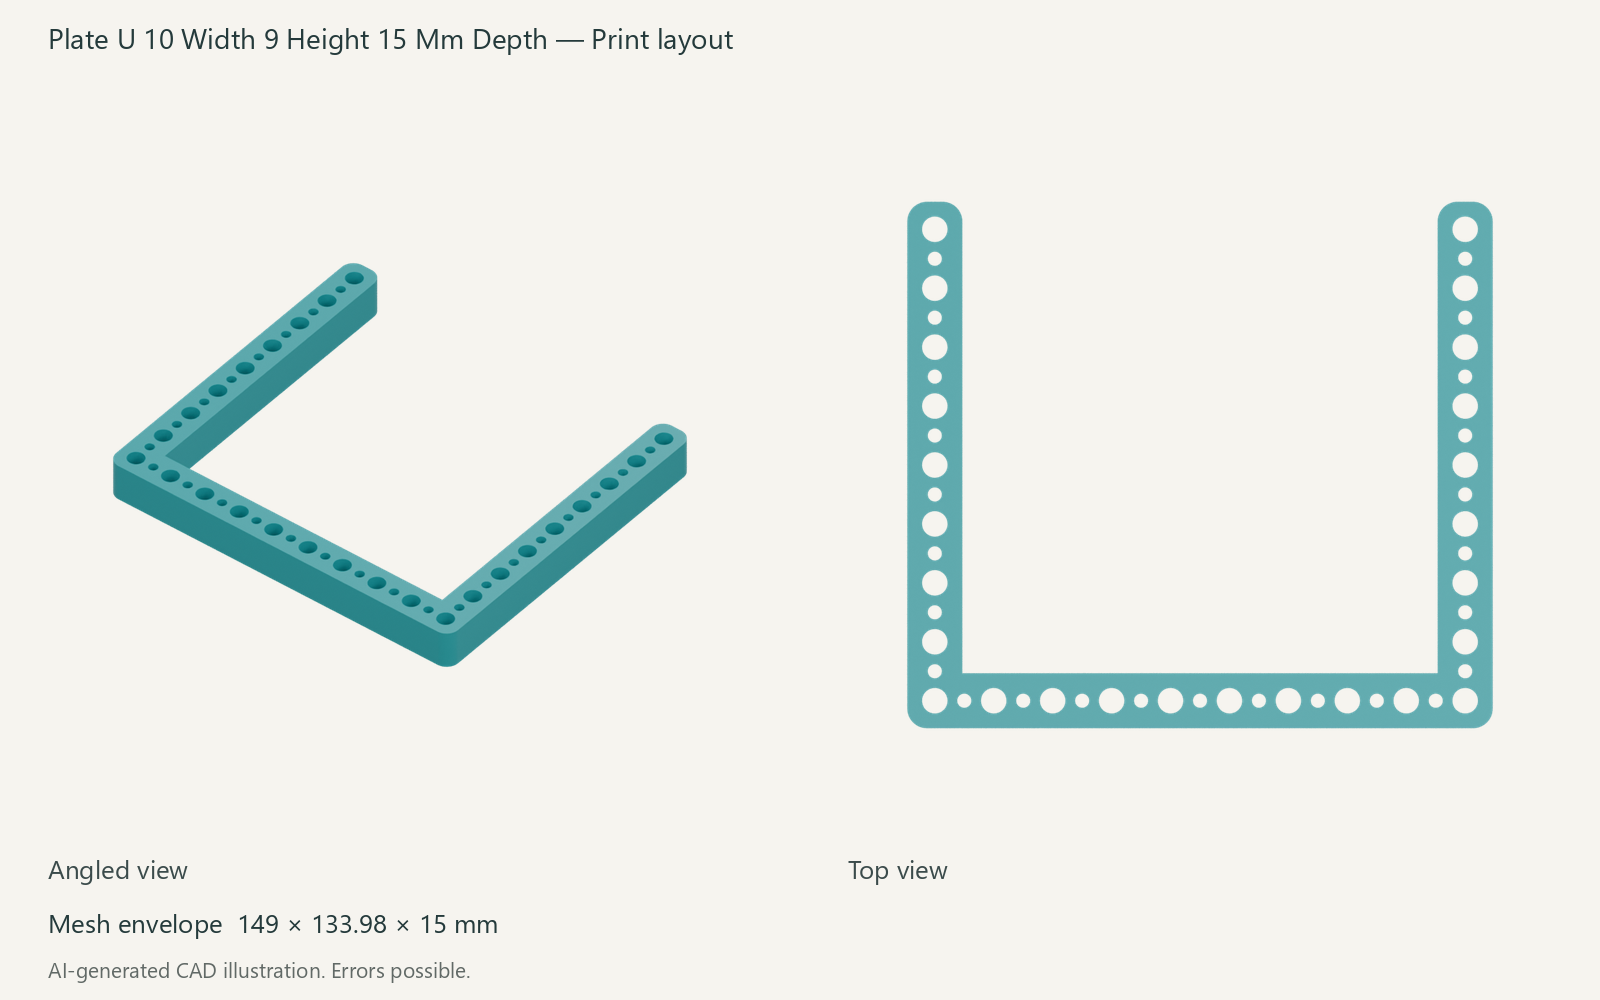 Plate U 10 Width 9 Height 15 Mm Depth — Print layout
Angled view
Top view
Mesh envelope 149 × 133.98 × 15 mm
AI-generated CAD illustration. Errors possible.